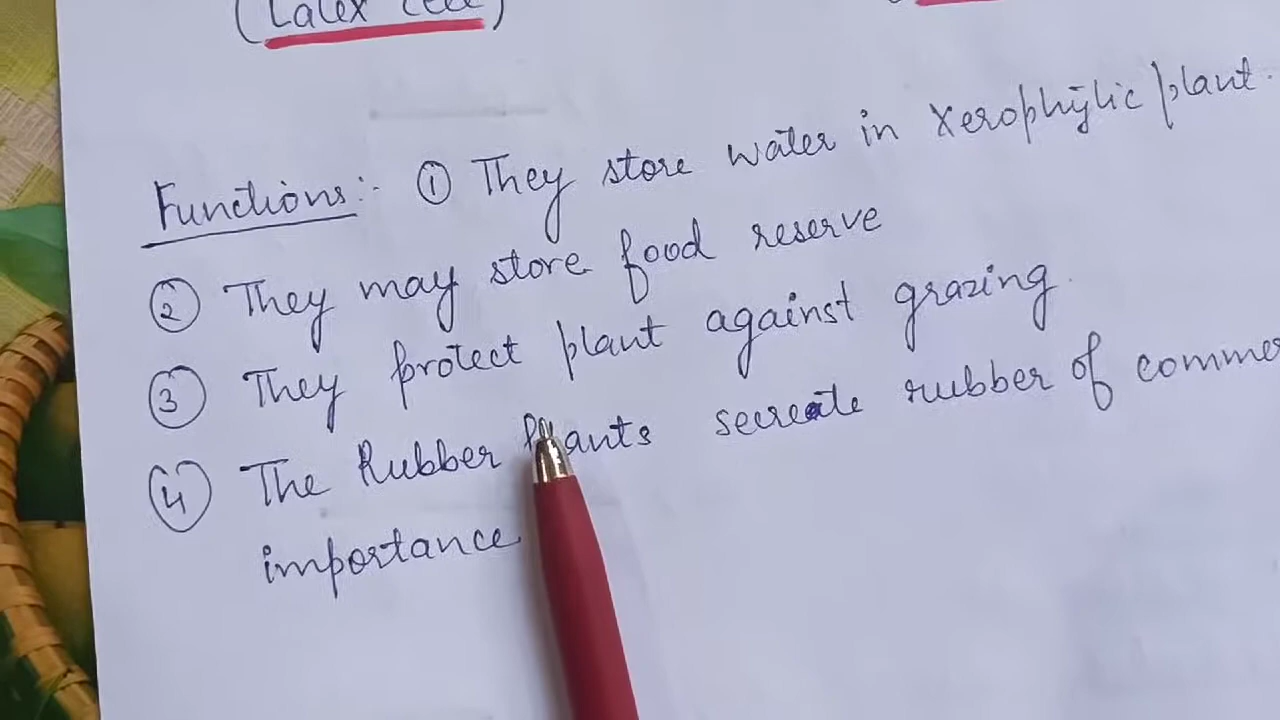 (Latex cell)
Functions:- ① They store water in Xerophylic plant.
② They may store food reserve
③ They protect plant against grazing.
④ The Rubber Plants secreate rubber of comme
importance